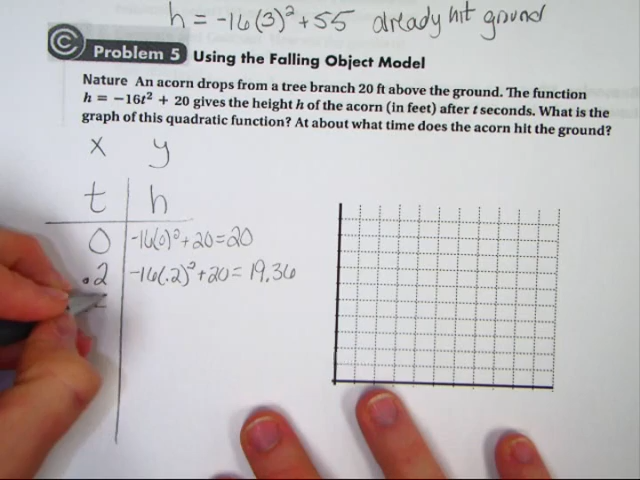 h = -16(3)² + 55 already hit ground
© Problem 5 Using the Falling Object Model
Nature An acorn drops from a tree branch 20 ft above the ground. The function
h = −16t² + 20 gives the height h of the acorn (in feet) after t seconds. What is the
graph of this quadratic function? At about what time does the acorn hit the ground?
x y
t h
0 -16(0)² + 20 = 20
.2 -16(.2)² + 20 = 19.36